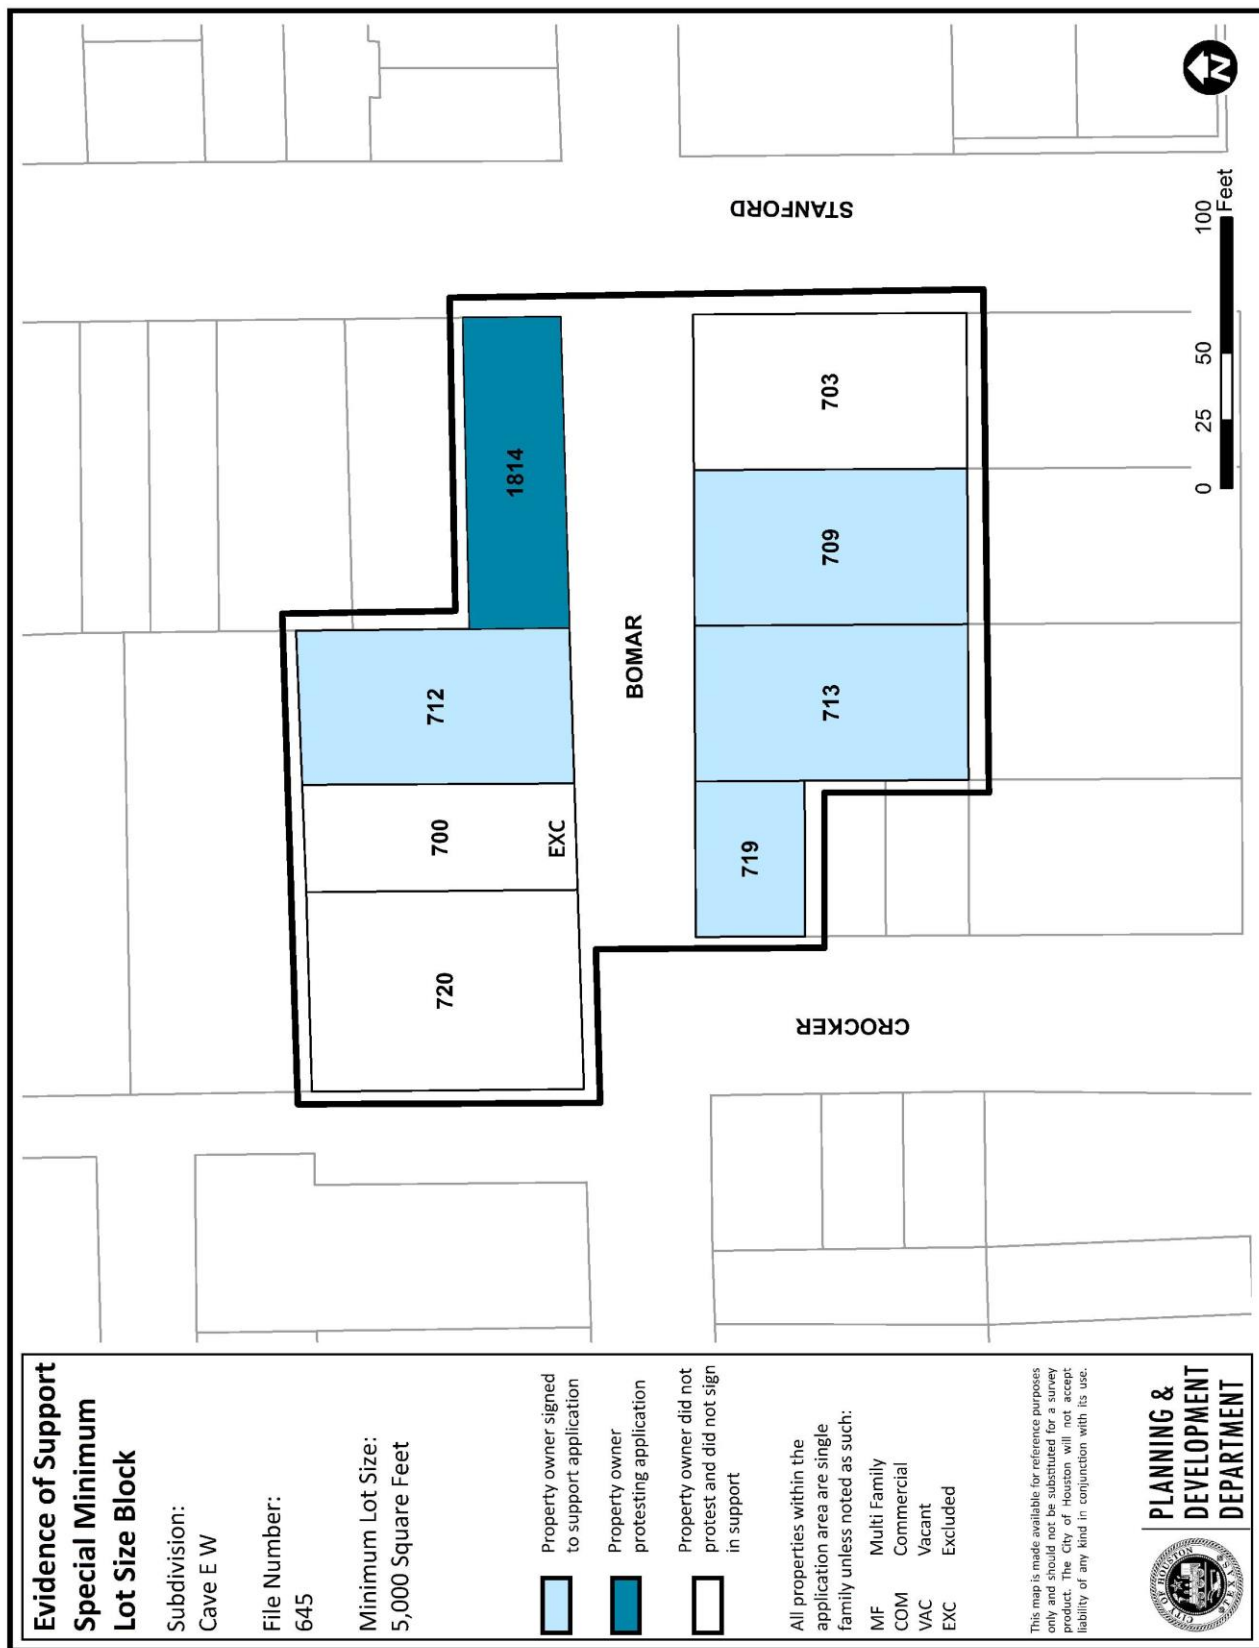 Evidence of Support
Special Minimum
Lot Size Block
Subdivision:
Cave E W
File Number:
645
Minimum Lot Size:
5,000 Square Feet
Property owner signed
to support application
Property owner
protesting application
Property owner did not
protest and did not sign
in support
All properties within the
application area are single
family unless noted as such:
MF Multi Family
COM Commercial
VAC Vacant
EXC Excluded
This map is made available for reference purposes
only and should not be substituted for a survey
product. The City of Houston will not accept
liability of any kind in conjunction with its use.
CITY OF HOUSTON
TEXAS
PLANNING &
DEVELOPMENT
DEPARTMENT
720
700
EXC
712
1814
BOMAR
719
713
709
703
CROCKER
STANFORD
N
0 25 50 100
Feet